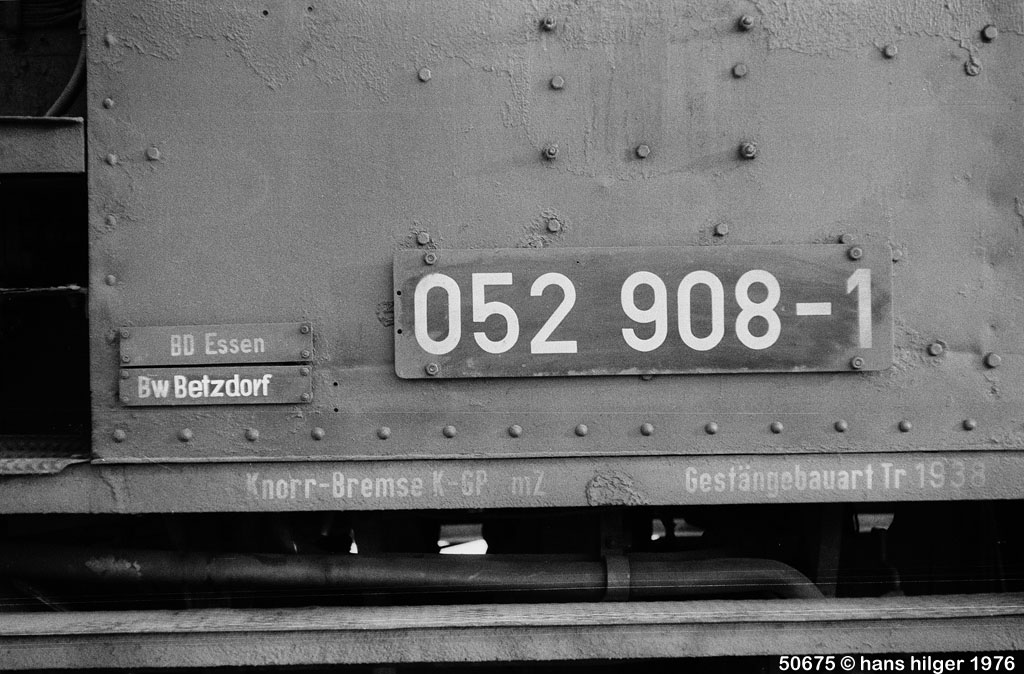 052 908-1
BD Essen
Bw Betzdorf
Knorr-Bremse K-GP mZ
Gestängebauart Tr 1938
50675 © hans hilger 1976